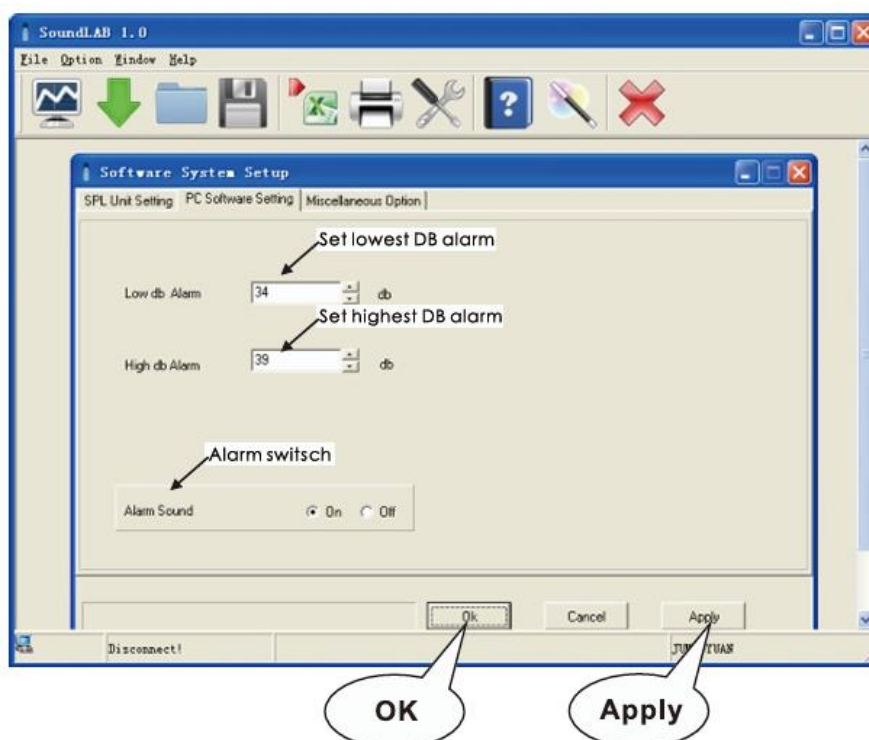 SoundLAB 1.0
File Option Window Help
Software System Setup
SPL Unit Setting PC Software Setting Miscellaneous Option
Set lowest DB alarm
Low db Alarm 34 db
Set highest DB alarm
High db Alarm 39 db
Alarm switsch
Alarm Sound On Off
Ok Cancel Apply
Disconnect!
OK Apply